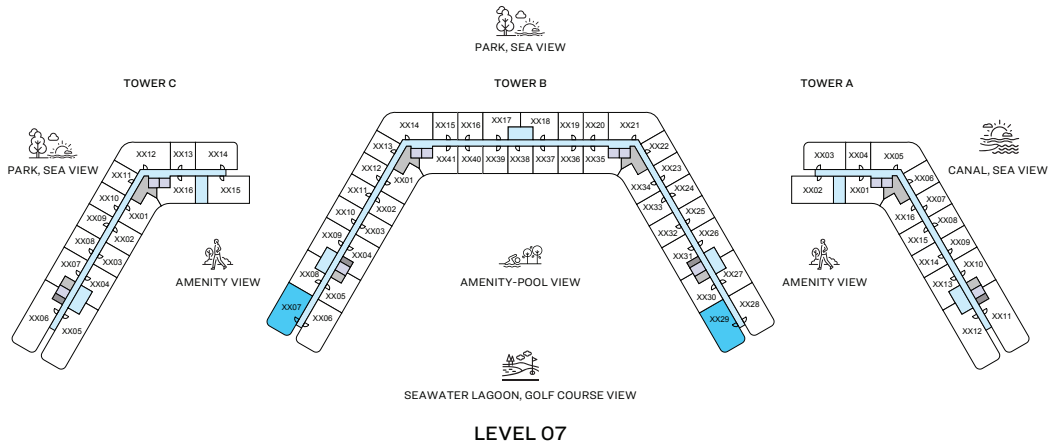 PARK, SEA VIEW
TOWER C
TOWER B
TOWER A
PARK, SEA VIEW
CANAL, SEA VIEW
XX12 XX13 XX14
XX11 XX16 XX15
XX10 XX01
XX09 XX02
XX08 XX03
XX07 XX04
XX06 XX05
XX14 XX15 XX16 XX17 XX18 XX19 XX20 XX21
XX13 XX41 XX40 XX39 XX38 XX37 XX36 XX35 XX22
XX12 XX01 XX34 XX23
XX11 XX02 XX33 XX24
XX10 XX03 XX32 XX25
XX09 XX04 XX31 XX26
XX08 XX05 XX30 XX27
XX07 XX06 XX29 XX28
XX03 XX04 XX05
XX02 XX01 XX06
XX16 XX07
XX15 XX08
XX14 XX09
XX13 XX10
XX12 XX11
AMENITY VIEW
AMENITY-POOL VIEW
AMENITY VIEW
SEAWATER LAGOON, GOLF COURSE VIEW
LEVEL 07